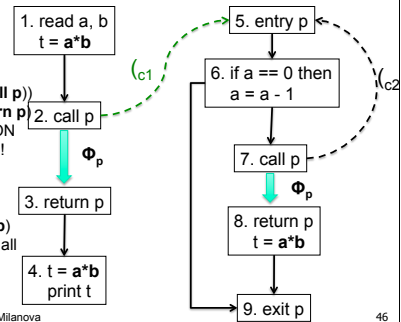 1. read a, b
t = a*b
ll p))
rn p)
ON
!
2. call p
Φp
3. return p
p)
all
4. t = a*b
print t
Milanova
(c1
5. entry p
6. if a == 0 then
a = a - 1
(c2
7. call p
Φp
8. return p
t = a*b
9. exit p
46